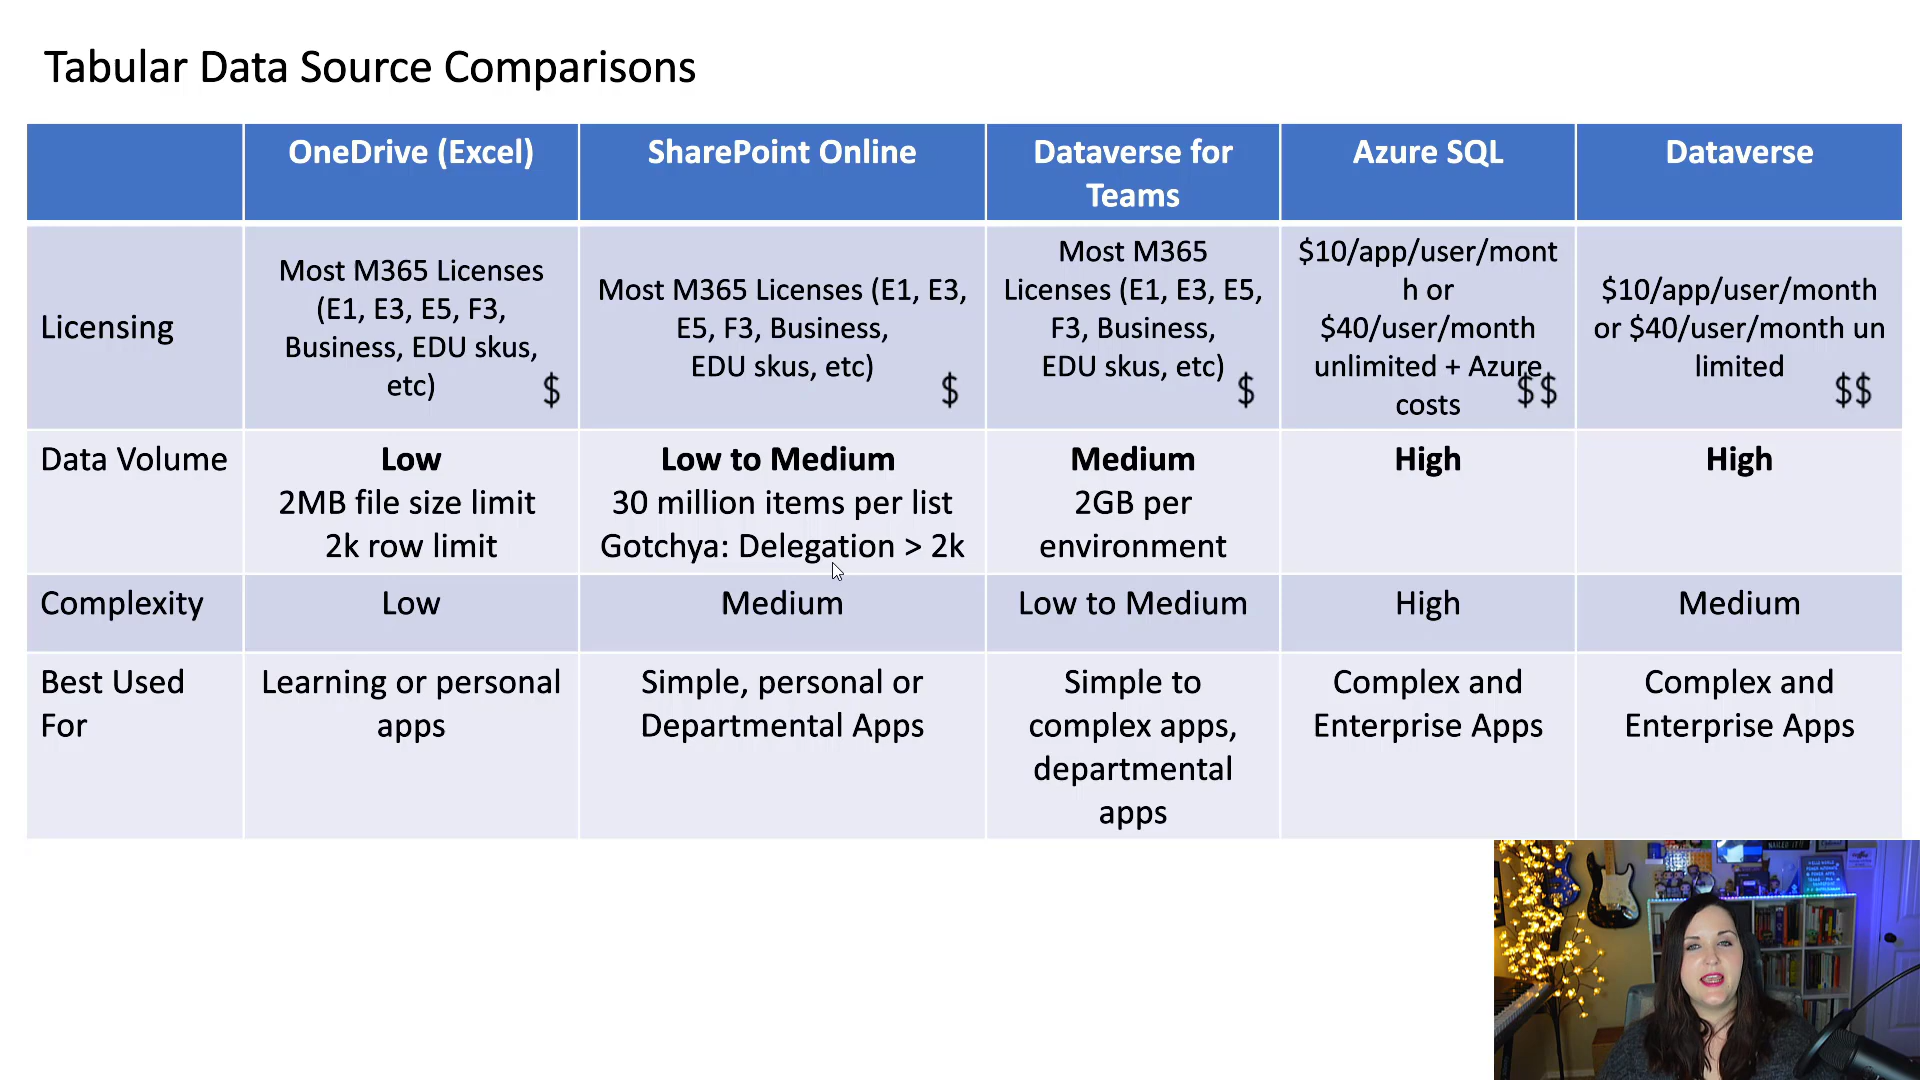 Tabular Data Source Comparisons
OneDrive (Excel)
SharePoint Online
Dataverse for
Teams
Azure SQL
Dataverse
Licensing
Most M365 Licenses
(E1, E3, E5, F3,
Business, EDU skus,
etc)
$
Most M365 Licenses (E1, E3,
E5, F3, Business,
EDU skus, etc)
$
Most M365
Licenses (E1, E3, E5,
F3, Business,
EDU skus, etc)
$
$10/app/user/mont
h or
$40/user/month
unlimited + Azure
costs
$$
$10/app/user/month
or $40/user/month un
limited
$$
Data Volume
Low
2MB file size limit
2k row limit
Low to Medium
30 million items per list
Gotchya: Delegation > 2k
Medium
2GB per
environment
High
High
Complexity
Low
Medium
Low to Medium
High
Medium
Best Used
For
Learning or personal
apps
Simple, personal or
Departmental Apps
Simple to
complex apps,
departmental
apps
Complex and
Enterprise Apps
Complex and
Enterprise Apps